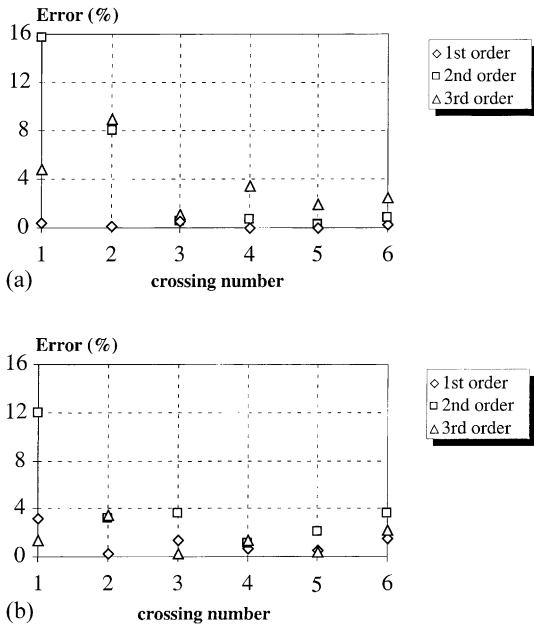 Error (%)
16
12
8
4
0
1 2 3 4 5 6
crossing number
(a)
1st order
2nd order
3rd order
Error (%)
16
12
8
4
0
1 2 3 4 5 6
crossing number
(b)
1st order
2nd order
3rd order